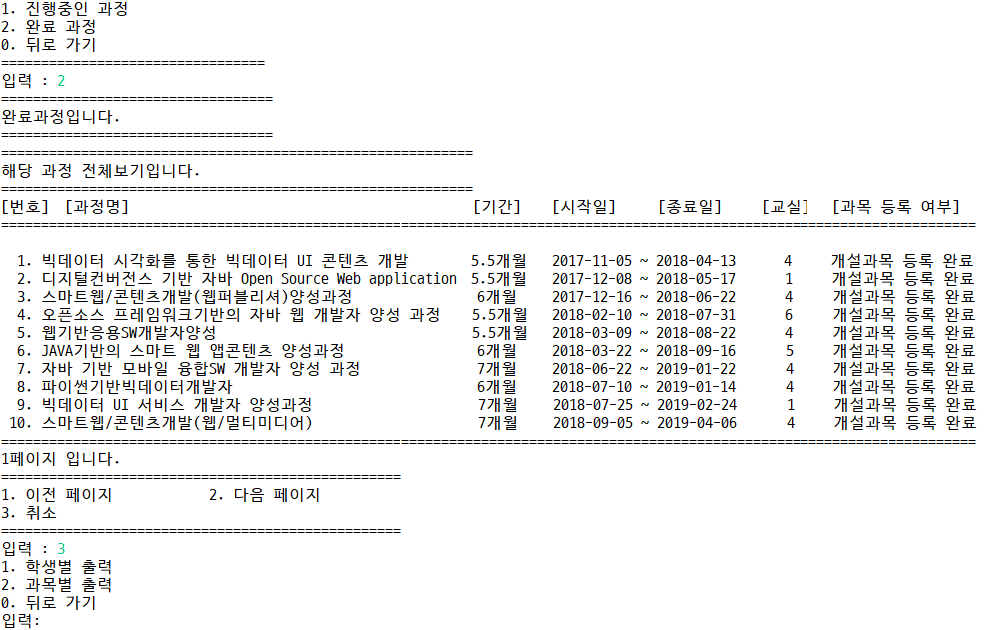 1. 진행중인 과정
2. 완료 과정
0. 뒤로 가기
=================================
입력 : 2
==================================
완료과정입니다.
==================================
===========================================================
해당 과정 전체보기입니다.
===========================================================
[번호] [과정명] [기간] [시작일] [종료일] [교실] [과목 등록 여부]
==========================================================================================================================
1. 빅데이터 시각화를 통한 빅데이터 UI 콘텐츠 개발 5.5개월 2017-11-05 ~ 2018-04-13 4 개설과목 등록 완료
2. 디지털컨버전스 기반 자바 Open Source Web application 5.5개월 2017-12-08 ~ 2018-05-17 1 개설과목 등록 완료
3. 스마트웹/콘텐츠개발(웹퍼블리셔)양성과정 6개월 2017-12-16 ~ 2018-06-22 4 개설과목 등록 완료
4. 오픈소스 프레임워크기반의 자바 웹 개발자 양성 과정 5.5개월 2018-02-10 ~ 2018-07-31 6 개설과목 등록 완료
5. 웹기반응용SW개발자양성 5.5개월 2018-03-09 ~ 2018-08-22 4 개설과목 등록 완료
6. JAVA기반의 스마트 웹 앱콘텐츠 양성과정 6개월 2018-03-22 ~ 2018-09-16 5 개설과목 등록 완료
7. 자바 기반 모바일 융합SW 개발자 양성 과정 7개월 2018-06-22 ~ 2019-01-22 4 개설과목 등록 완료
8. 파이썬기반빅데이터개발자 6개월 2018-07-10 ~ 2019-01-14 4 개설과목 등록 완료
9. 빅데이터 UI 서비스 개발자 양성과정 7개월 2018-07-25 ~ 2019-02-24 1 개설과목 등록 완료
10. 스마트웹/콘텐츠개발(웹/멀티미디어) 7개월 2018-09-05 ~ 2019-04-06 4 개설과목 등록 완료
==========================================================================================================================
1페이지 입니다.
==================================================
1. 이전 페이지 2. 다음 페이지
3. 취소
==================================================
입력 : 3
1. 학생별 출력
2. 과목별 출력
0. 뒤로 가기
입력: